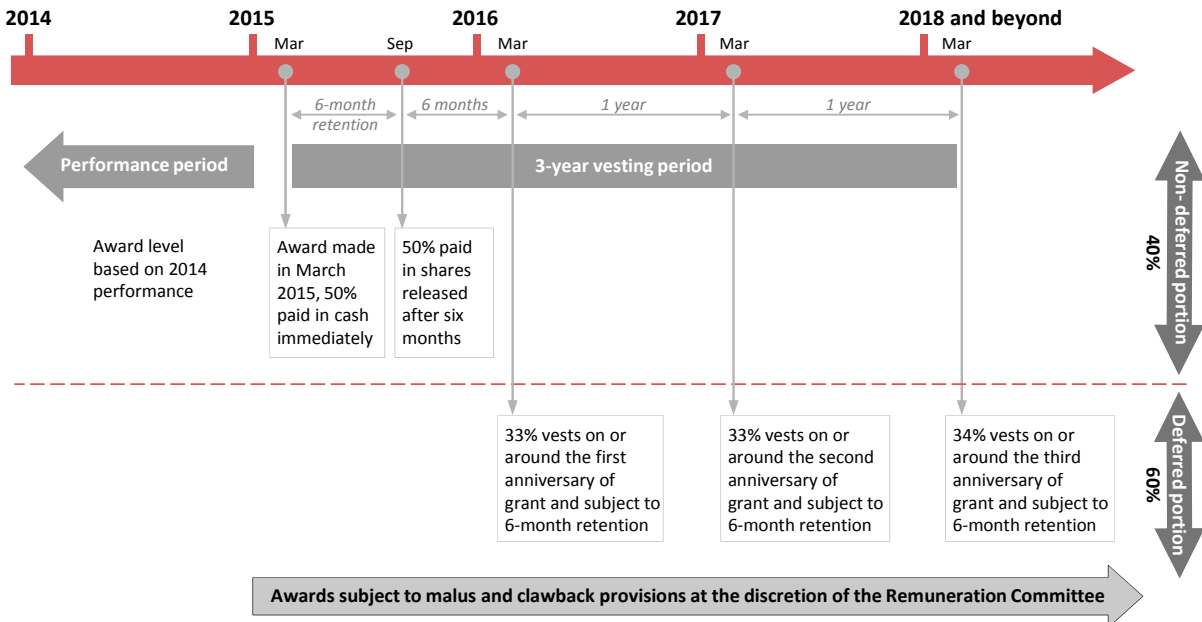 2014
2015
2016
2017
2018 and beyond
Mar
Sep
Mar
Mar
Mar
6-month
retention
6 months
1 year
1 year
Performance period
3-year vesting period
Non- deferred portion
40%
Award level
based on 2014
performance
Award made
in March
2015, 50%
paid in cash
immediately
50% paid
in shares
released
after six
months
33% vests on or
around the first
anniversary of
grant and subject to
6-month retention
33% vests on or
around the second
anniversary of
grant and subject to
6-month retention
34% vests on or
around the third
anniversary of
grant and subject to
6-month retention
Deferred portion
60%
Awards subject to malus and clawback provisions at the discretion of the Remuneration Committee